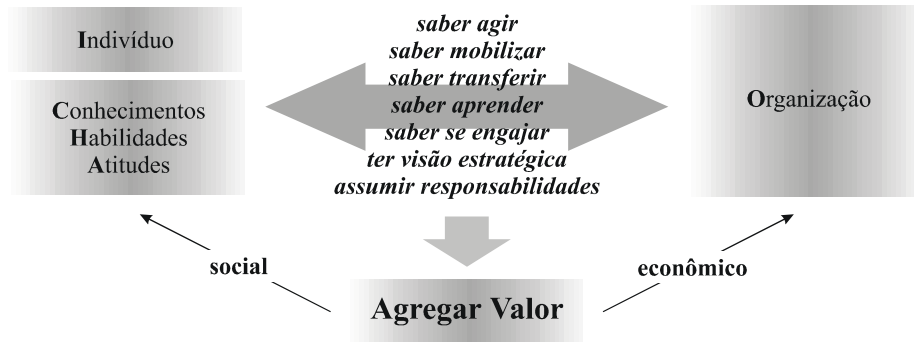 Indivíduo
Conhecimentos
Habilidades
Atitudes
saber agir
saber mobilizar
saber transferir
saber aprender
saber se engajar
ter visão estratégica
assumir responsabilidades
Organização
social
econômico
Agregar Valor